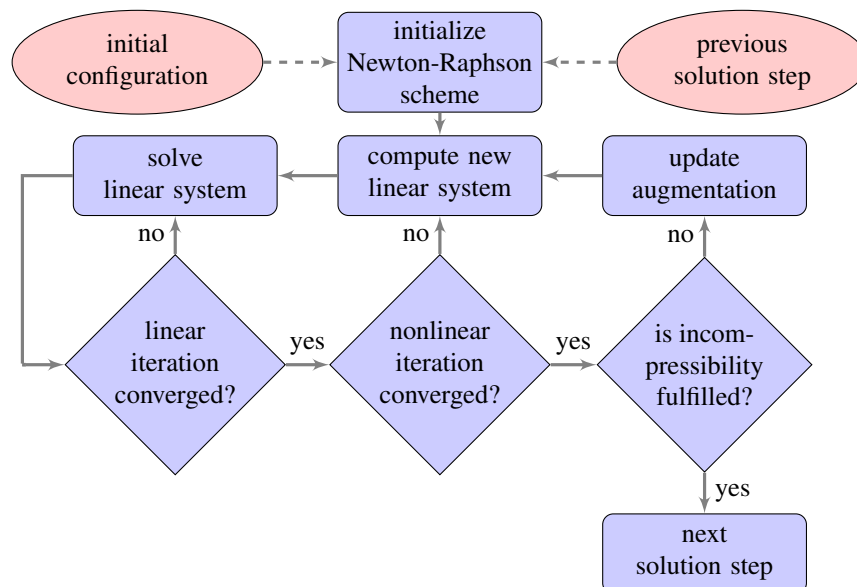 initial
configuration
initialize
Newton-Raphson
scheme
previous
solution step
solve
linear system
compute new
linear system
update
augmentation
no
no
no
linear
iteration
converged?
yes
nonlinear
iteration
converged?
yes
is incom-
pressibility
fulfilled?
yes
next
solution step